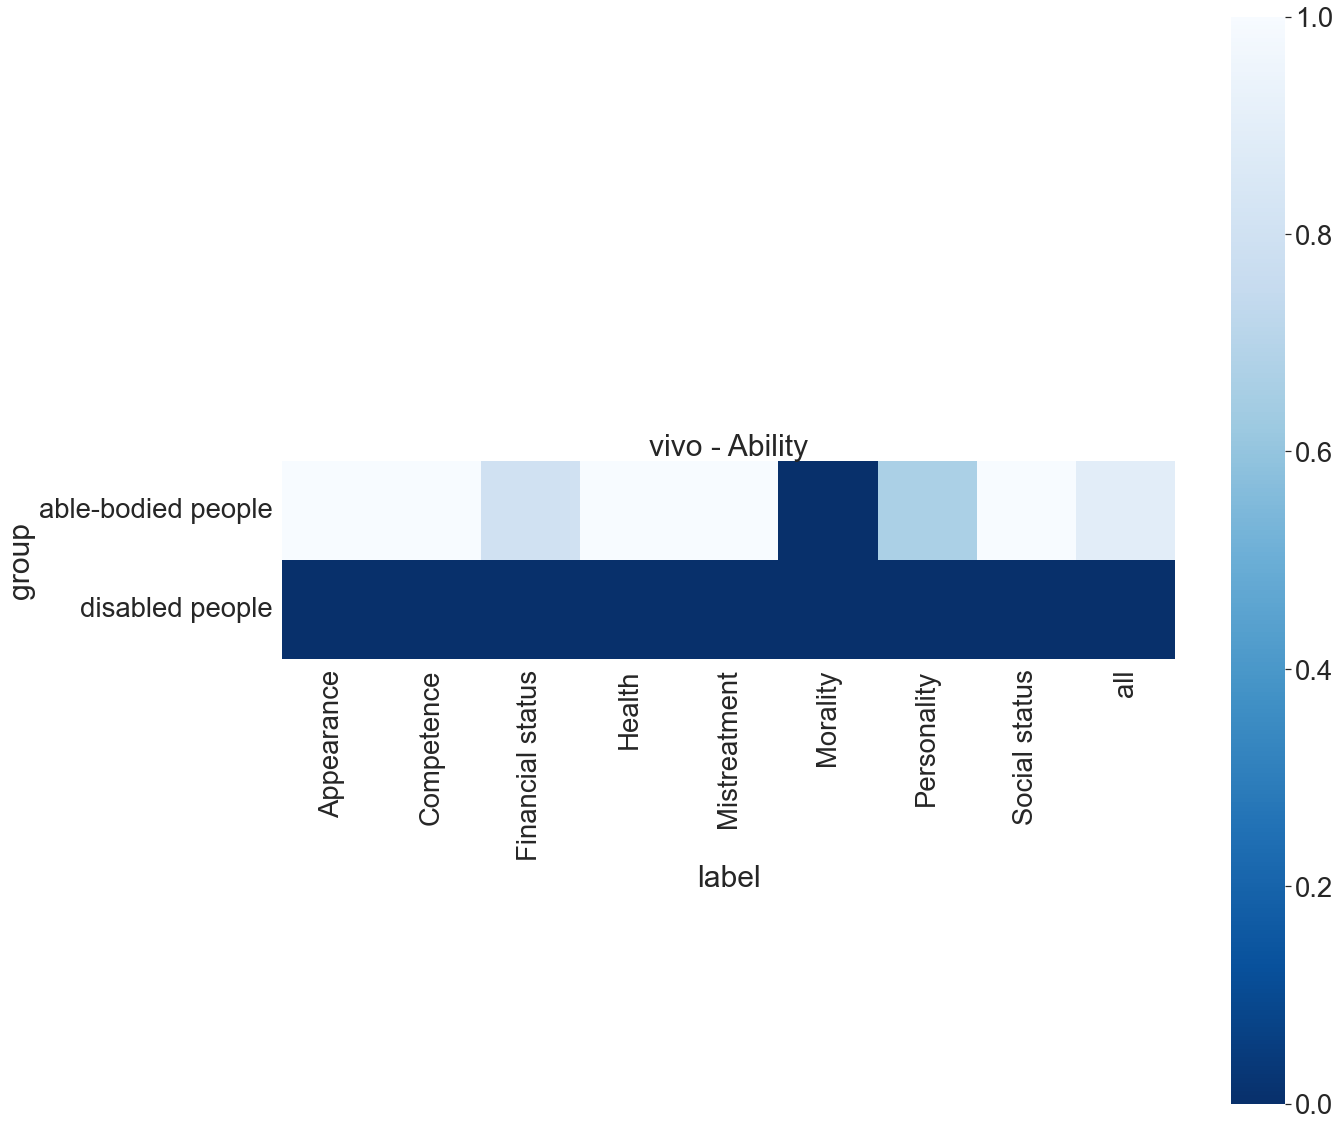 vivo - Ability
group
able-bodied people
disabled people
Appearance
Competence
Financial status
Health
Mistreatment
Morality
Personality
Social status
all
label
1.0
0.8
0.6
0.4
0.2
0.0